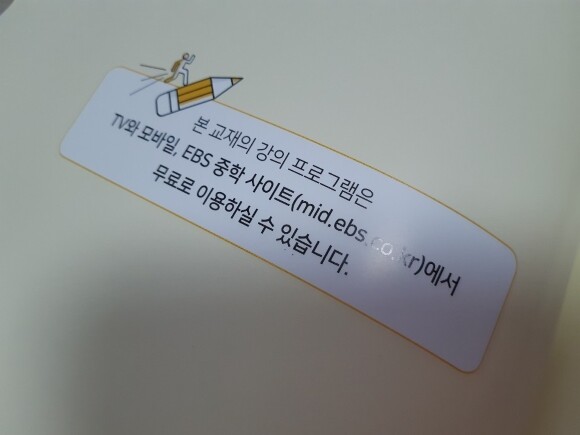 본 교재의 강의 프로그램은
TV와 모바일, EBS 중학 사이트(mid.ebs.co.kr)에서
무료로 이용하실 수 있습니다.